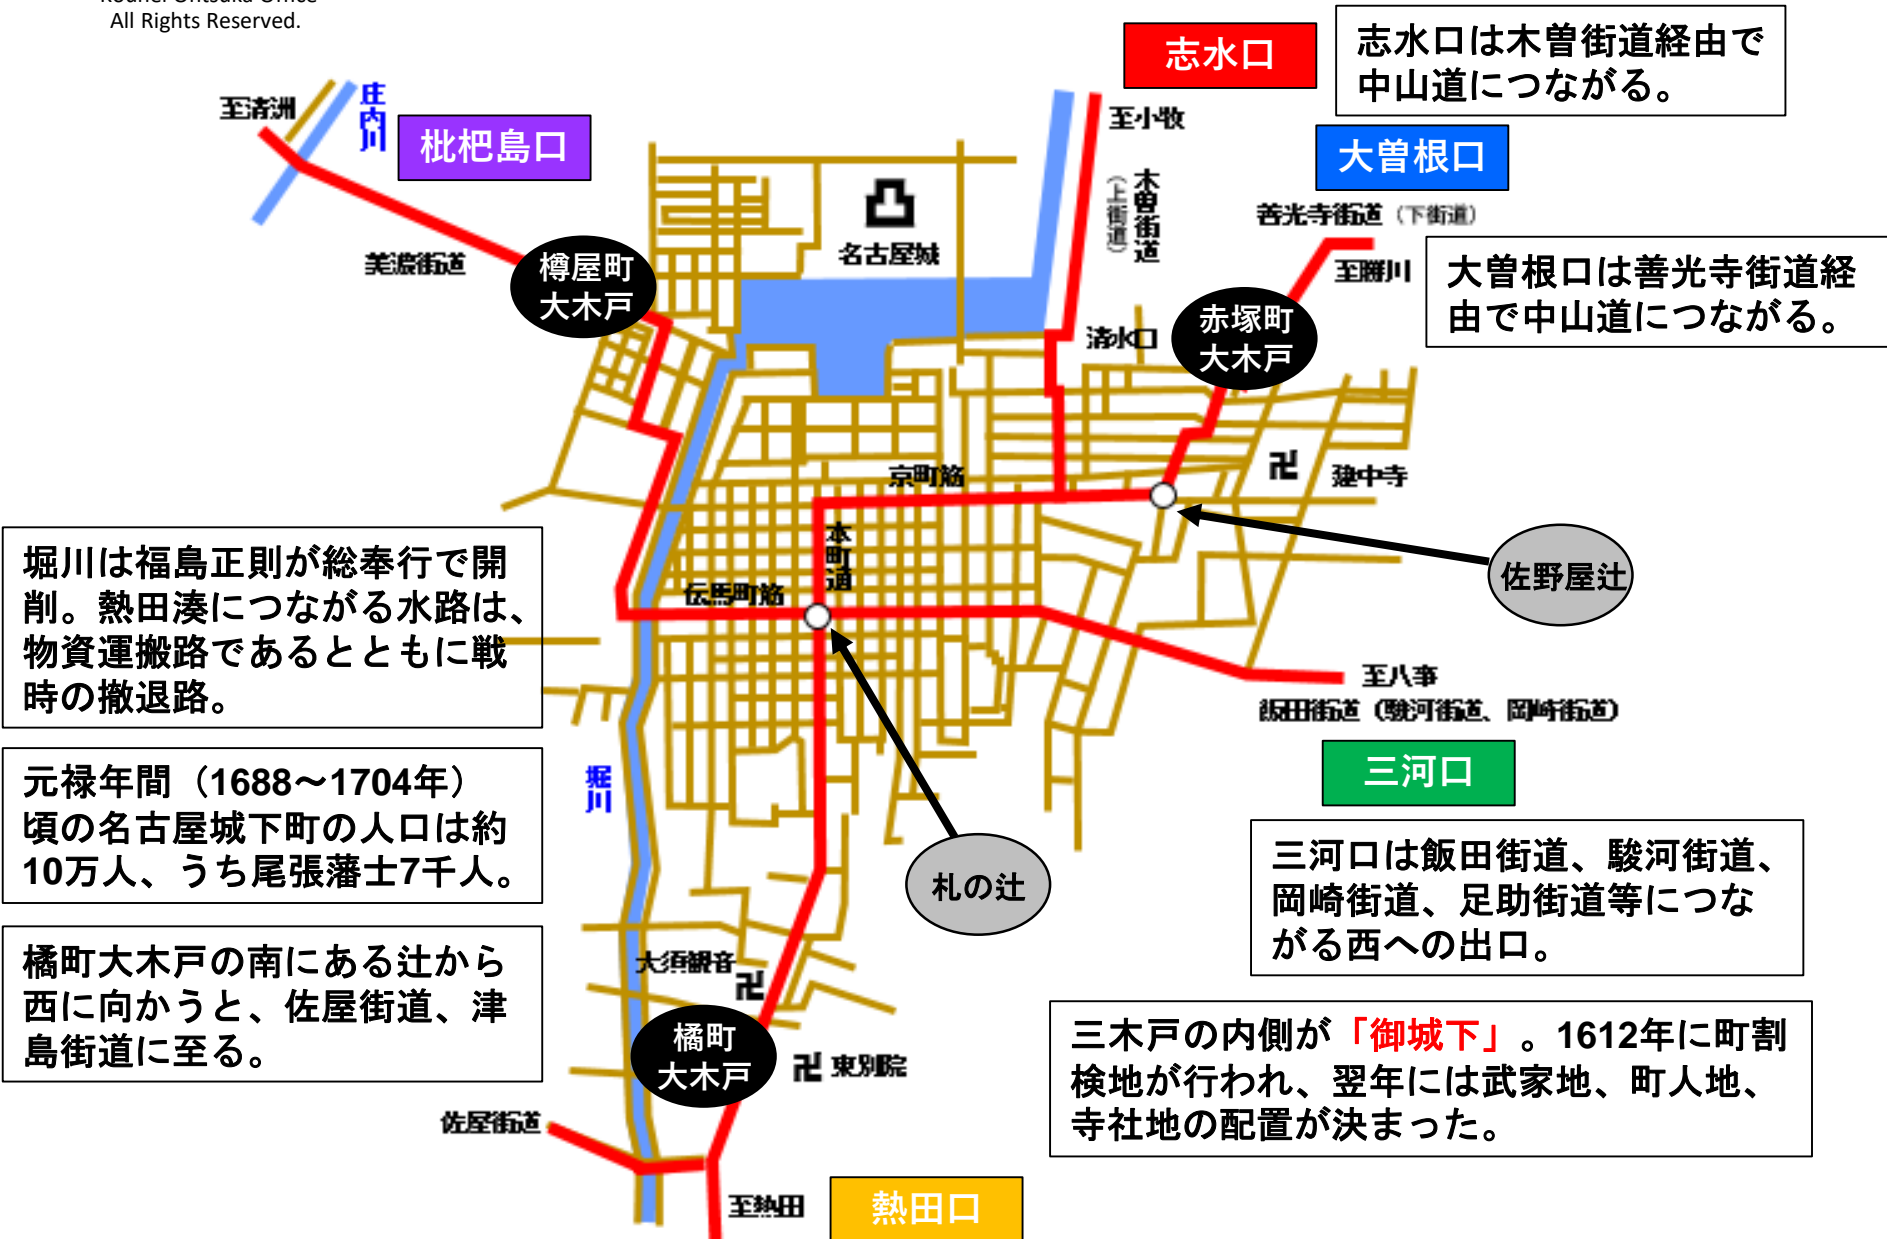 All Rights Reserved.
志水口
志水口は木曽街道経由で
中山道につながる。
至清洲
庄内川
枇杷島口
至小牧
木曽街道
（上街道）
大曽根口
善光寺街道（下街道）
至勝川
大曽根口は善光寺街道経
由で中山道につながる。
美濃街道
樽屋町
大木戸
名古屋城
清水口
赤塚町
大木戸
京町筋
建中寺
本町通
伝馬町筋
佐野屋辻
堀川は福島正則が総奉行で開
削。熱田湊につながる水路は、
物資運搬路であるとともに戦
時の撤退路。
至八事
飯田街道（駿河街道、岡崎街道）
三河口
元禄年間（1688～1704年）
頃の名古屋城下町の人口は約
10万人、うち尾張藩士7千人。
堀川
札の辻
三河口は飯田街道、駿河街道、
岡崎街道、足助街道等につな
がる西への出口。
橘町大木戸の南にある辻から
西に向かうと、佐屋街道、津
島街道に至る。
大須観音
橘町
大木戸
東別院
三木戸の内側が「御城下」。1612年に町割
検地が行われ、翌年には武家地、町人地、
寺社地の配置が決まった。
佐屋街道
至熱田
熱田口